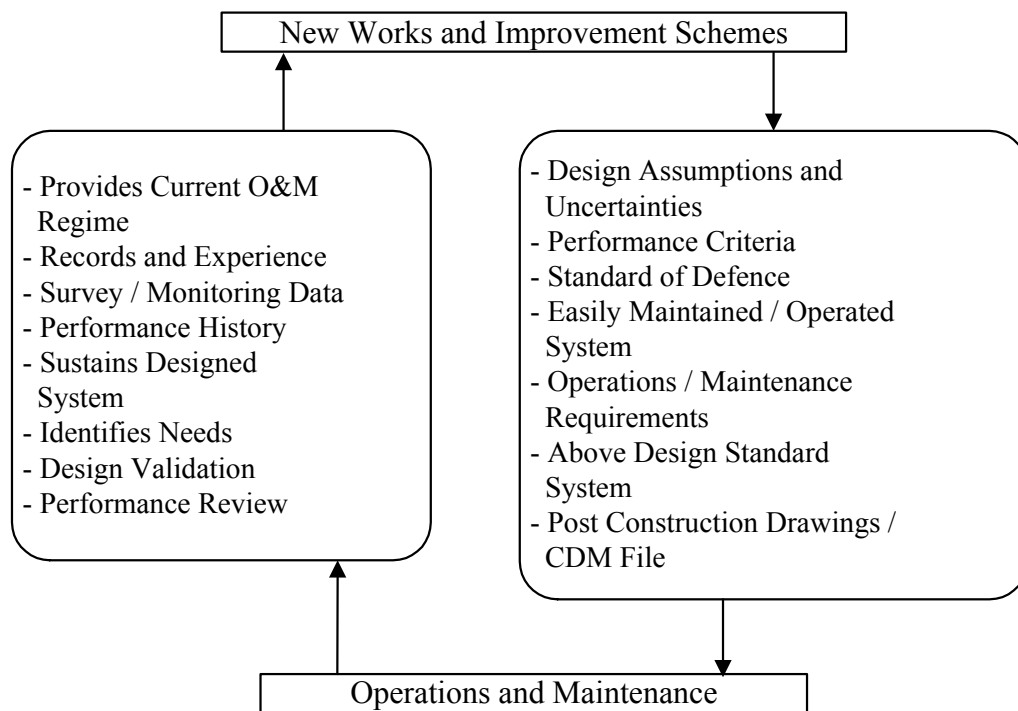 New Works and Improvement Schemes
- Provides Current O&M
Regime
- Records and Experience
- Survey / Monitoring Data
- Performance History
- Sustains Designed
System
- Identifies Needs
- Design Validation
- Performance Review
- Design Assumptions and
Uncertainties
- Performance Criteria
- Standard of Defence
- Easily Maintained / Operated
System
- Operations / Maintenance
Requirements
- Above Design Standard
System
- Post Construction Drawings /
CDM File
Operations and Maintenance